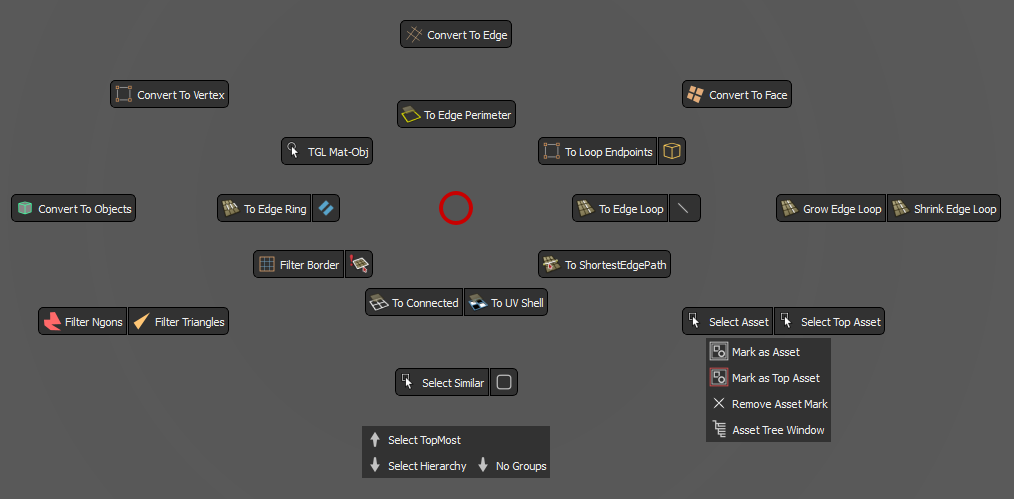 Convert To Edge
Convert To Vertex
Convert To Face
To Edge Perimeter
TGL Mat-Obj
To Loop Endpoints
Convert To Objects
To Edge Ring
To Edge Loop
Grow Edge Loop
Shrink Edge Loop
Filter Border
To ShortestEdgePath
To Connected
To UV Shell
Filter Ngons
Filter Triangles
Select Asset
Select Top Asset
Mark as Asset
Mark as Top Asset
Remove Asset Mark
Asset Tree Window
Select Similar
Select TopMost
Select Hierarchy
No Groups